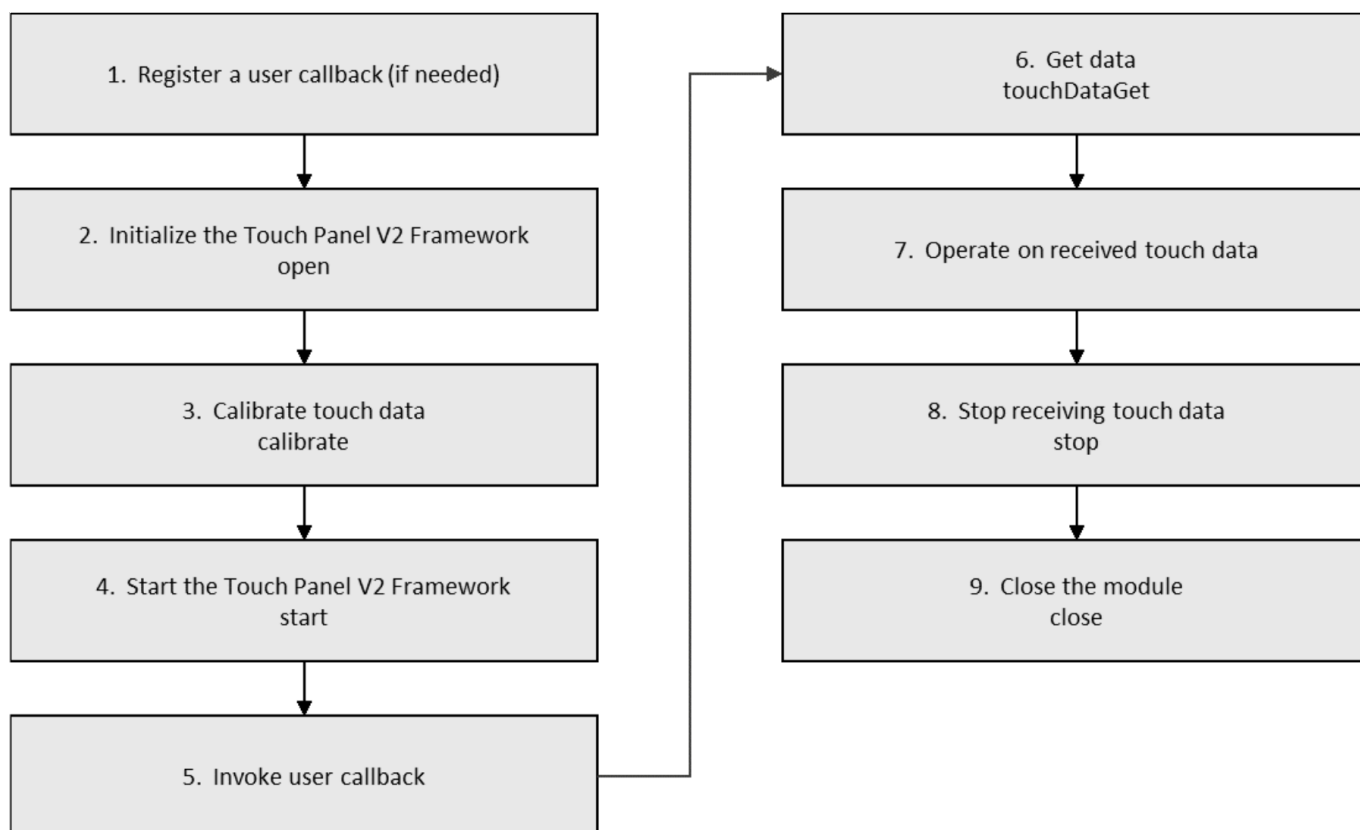 1. Register a user callback (if needed)
2. Initialize the Touch Panel V2 Framework
open
3. Calibrate touch data
calibrate
4. Start the Touch Panel V2 Framework
start
5. Invoke user callback
6. Get data
touchDataGet
7. Operate on received touch data
8. Stop receiving touch data
stop
9. Close the module
close